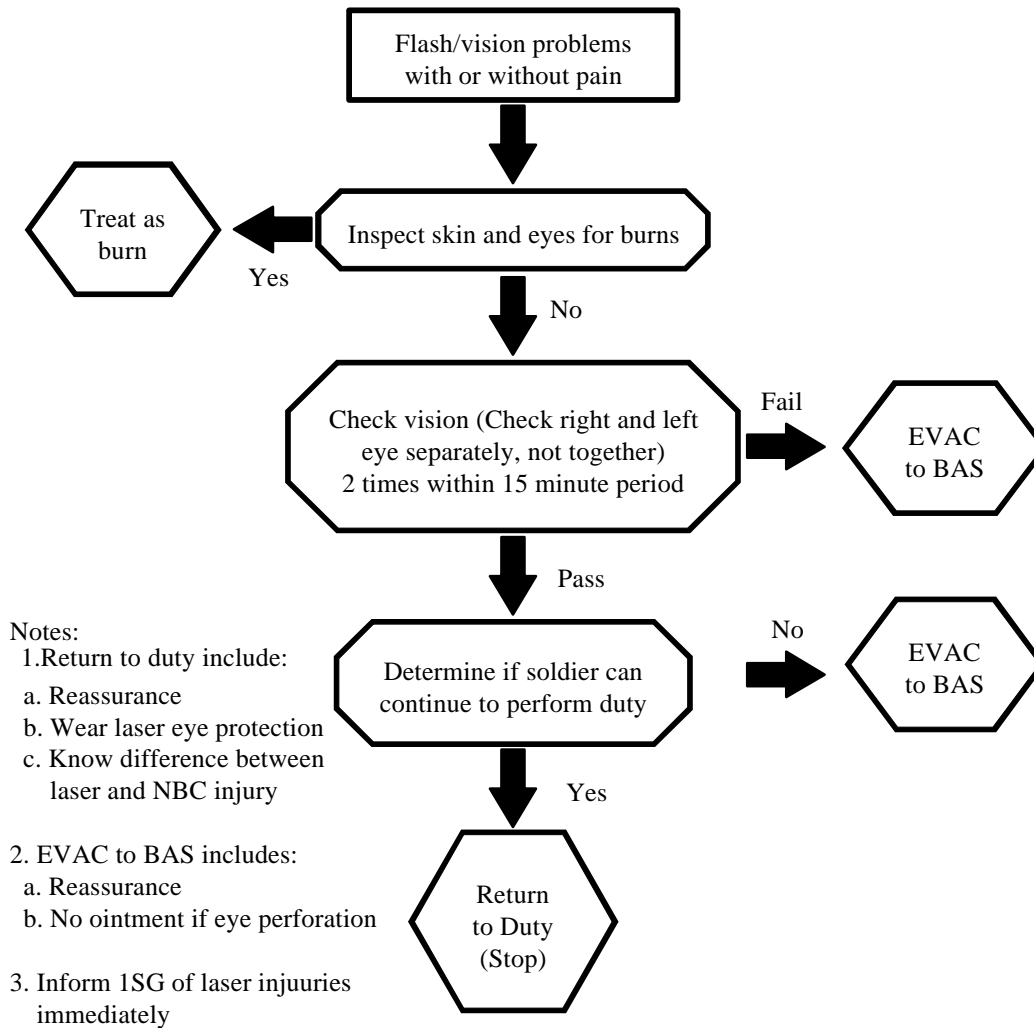 Flash/vision problems
with or without pain
Treat as
burn
Yes
Inspect skin and eyes for burns
No
Check vision (Check right and left
eye separately, not together)
2 times within 15 minute period
Fail
EVAC
to BAS
Pass
Determine if soldier can
continue to perform duty
No
EVAC
to BAS
Yes
Return
to Duty
(Stop)
Notes:
1.Return to duty include:
a. Reassurance
b. Wear laser eye protection
c. Know difference between
laser and NBC injury
2. EVAC to BAS includes:
a. Reassurance
b. No ointment if eye perforation
3. Inform 1SG of laser injuuries
immediately